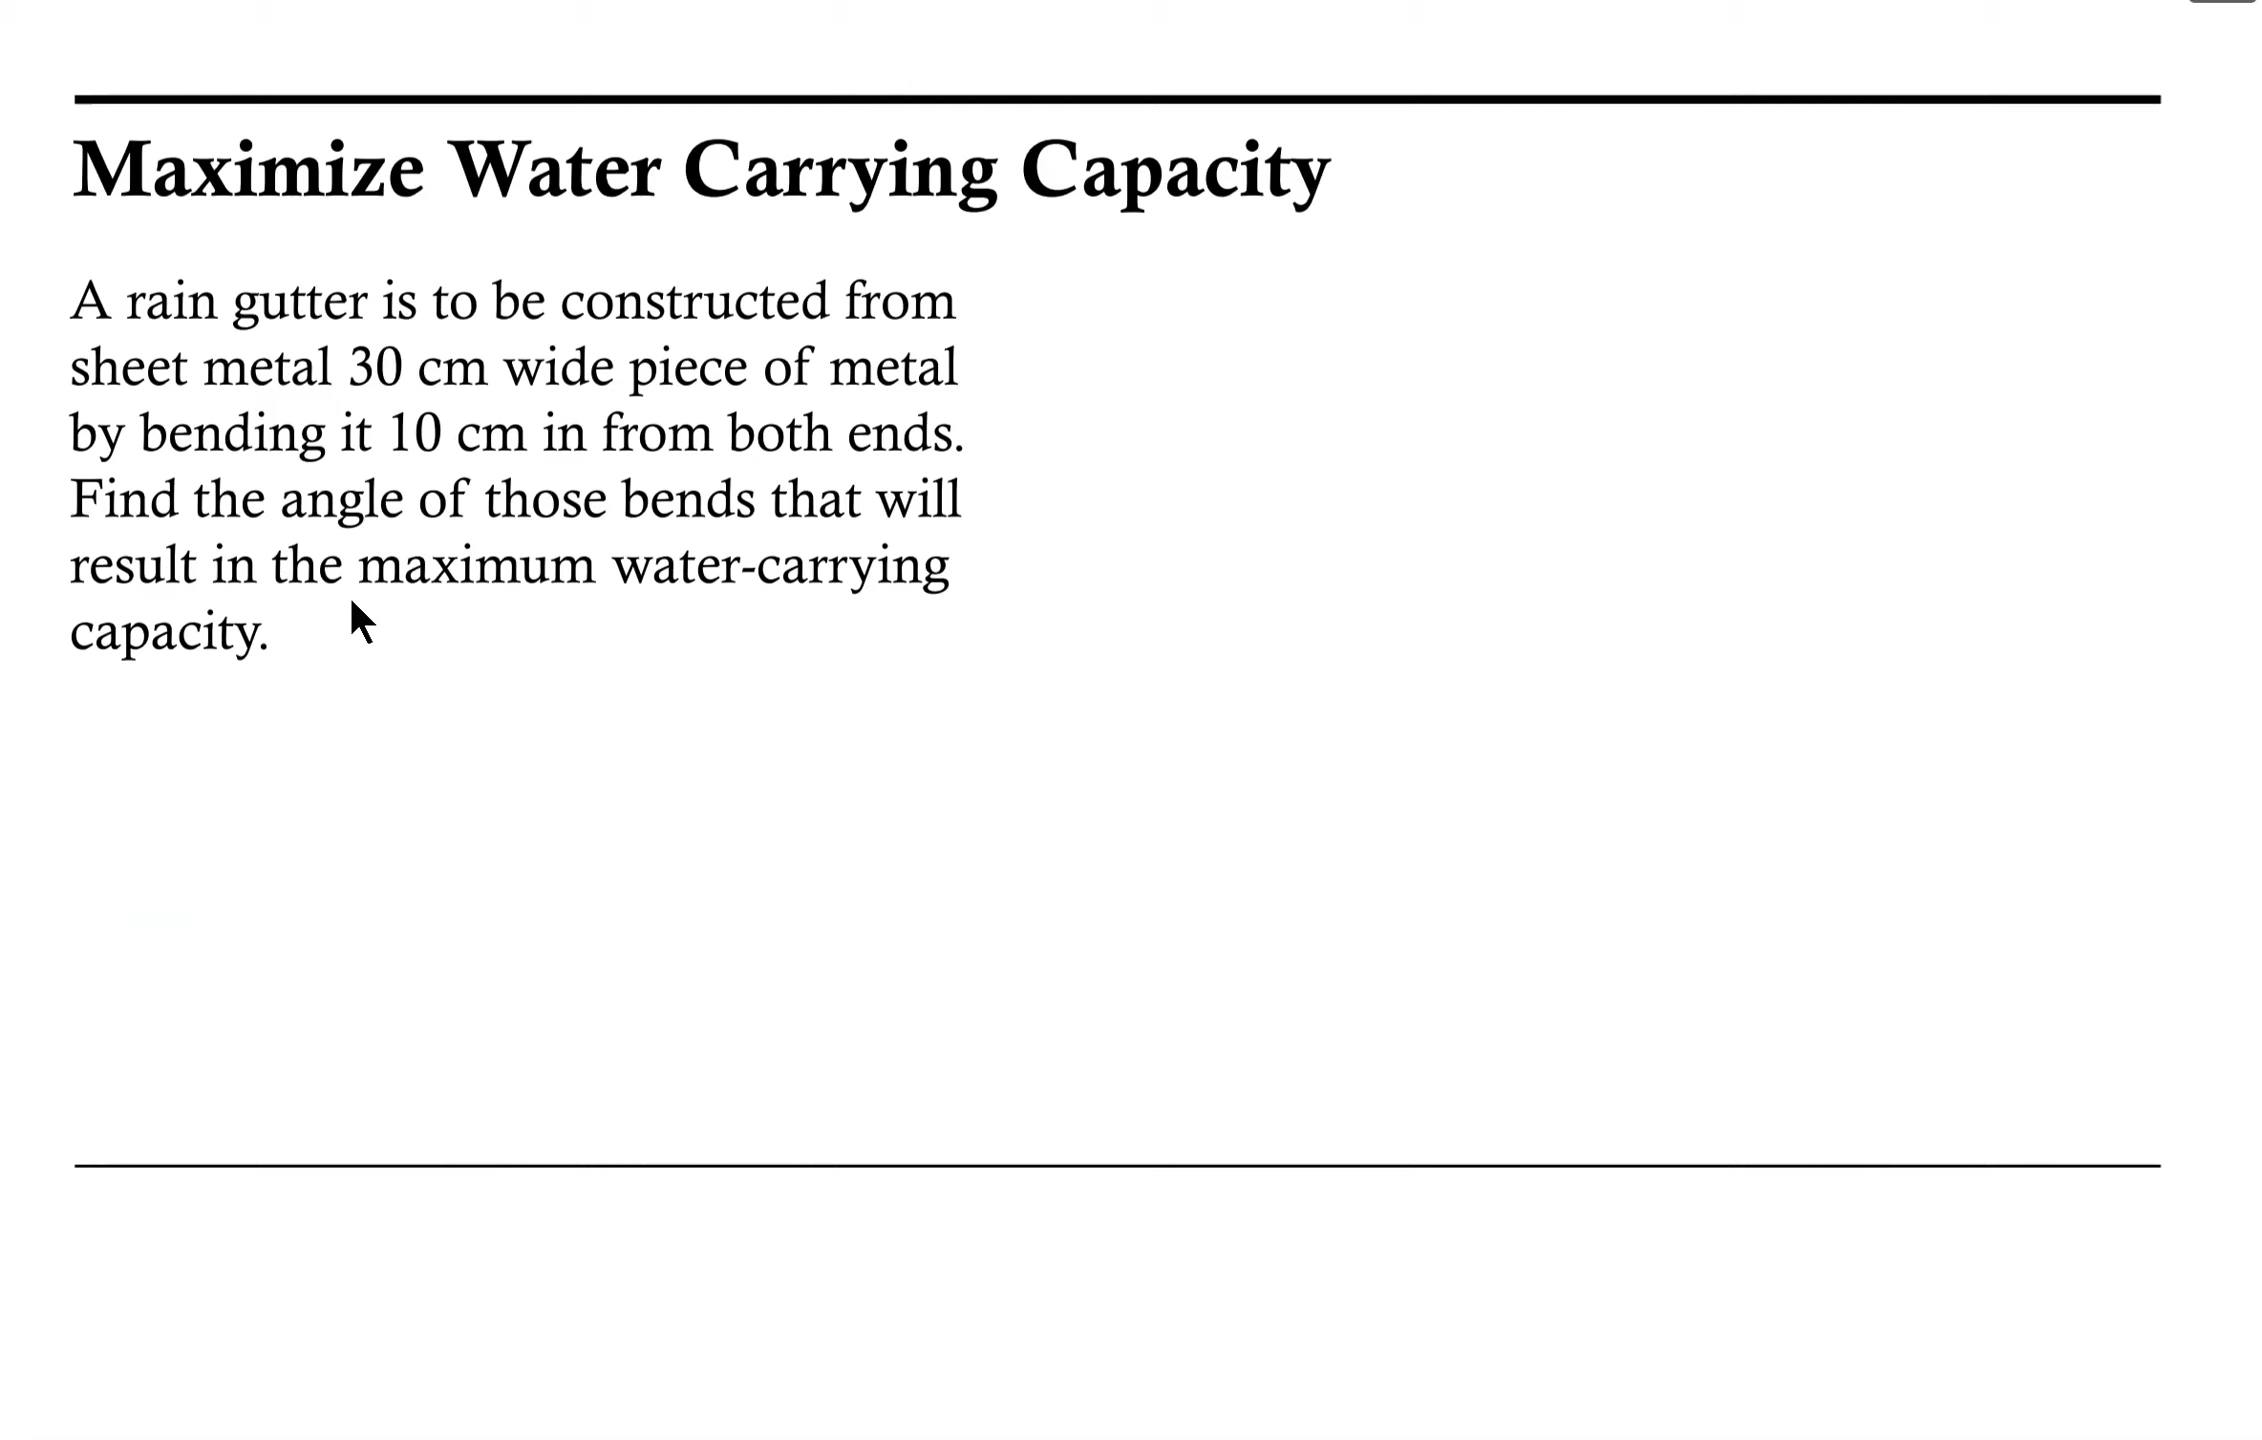 Maximize Water Carrying Capacity
A rain gutter is to be constructed from
sheet metal 30 cm wide piece of metal
by bending it 10 cm in from both ends.
Find the angle of those bends that will
result in the maximum water-carrying
capacity.